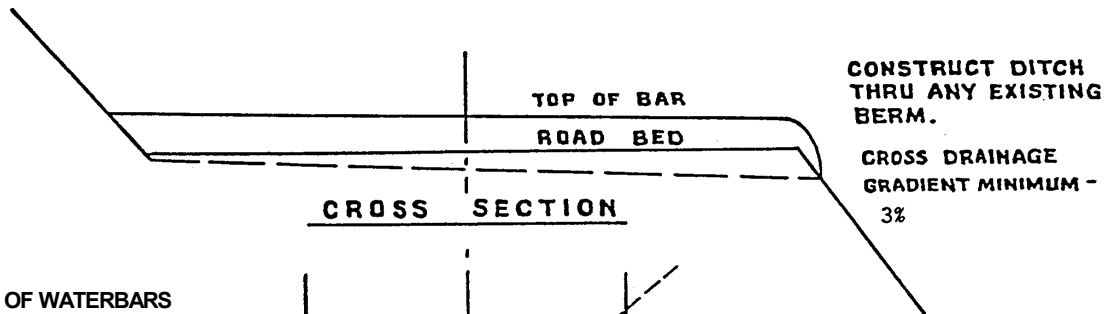 CONSTRUCT DITCH
THRU ANY EXISTING
BERM.
TOP OF BAR
ROAD BED
CROSS DRAINAGE
GRADIENT MINIMUM -
3%
CROSS SECTION
OF WATERBARS